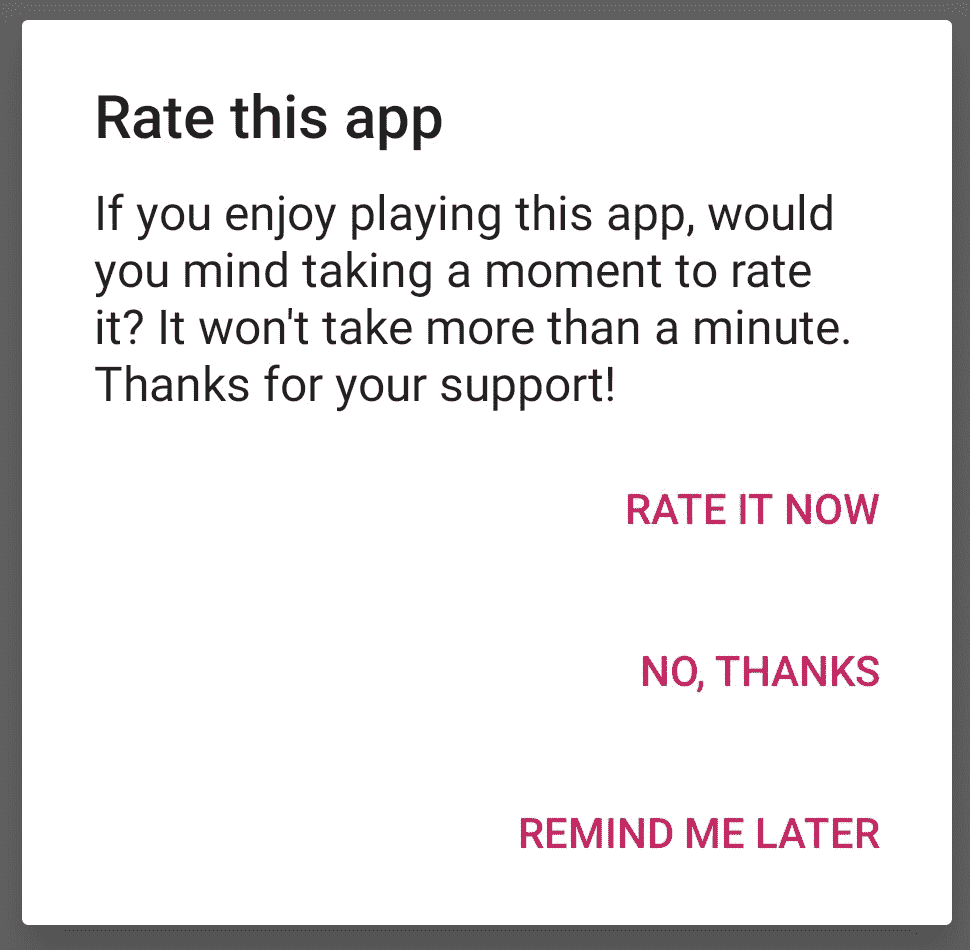 Rate this app
If you enjoy playing this app, would
you mind taking a moment to rate
it? It won't take more than a minute.
Thanks for your support!
RATE IT NOW
NO, THANKS
REMIND ME LATER